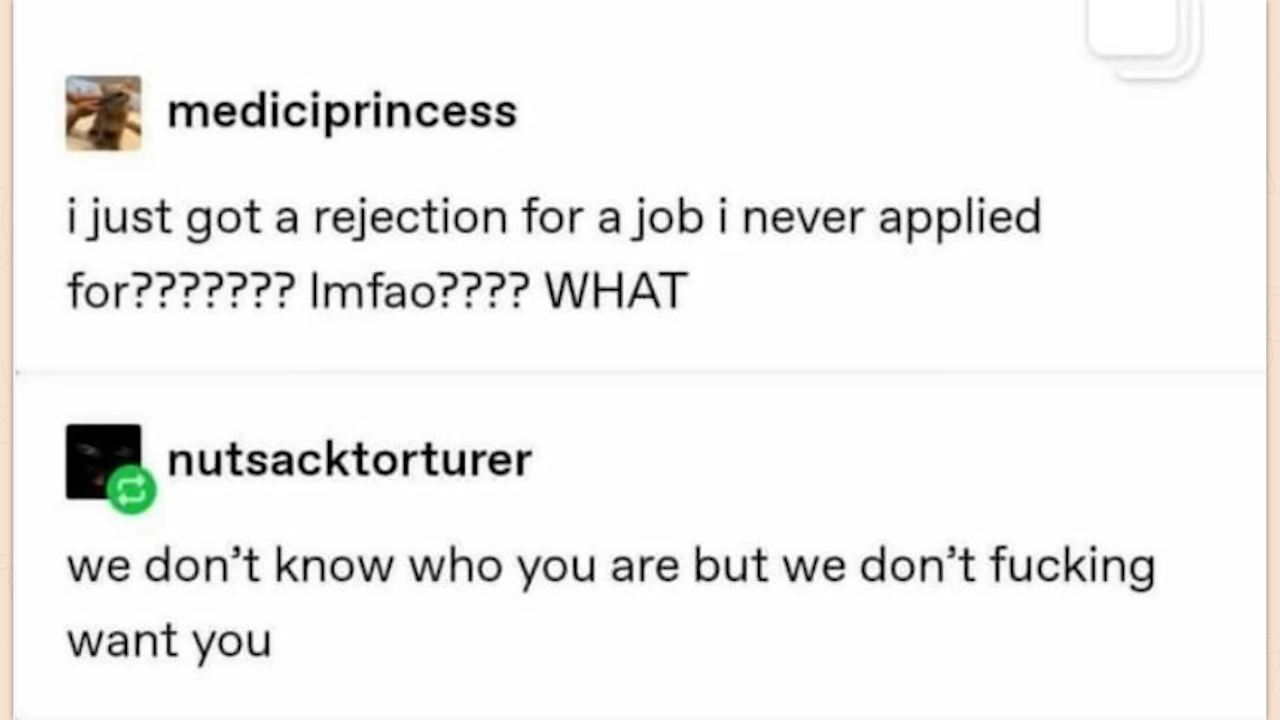 mediciprincess
i just got a rejection for a job i never applied
for??????? lmfao???? WHAT
nutsacktorturer
we don’t know who you are but we don’t fucking
want you